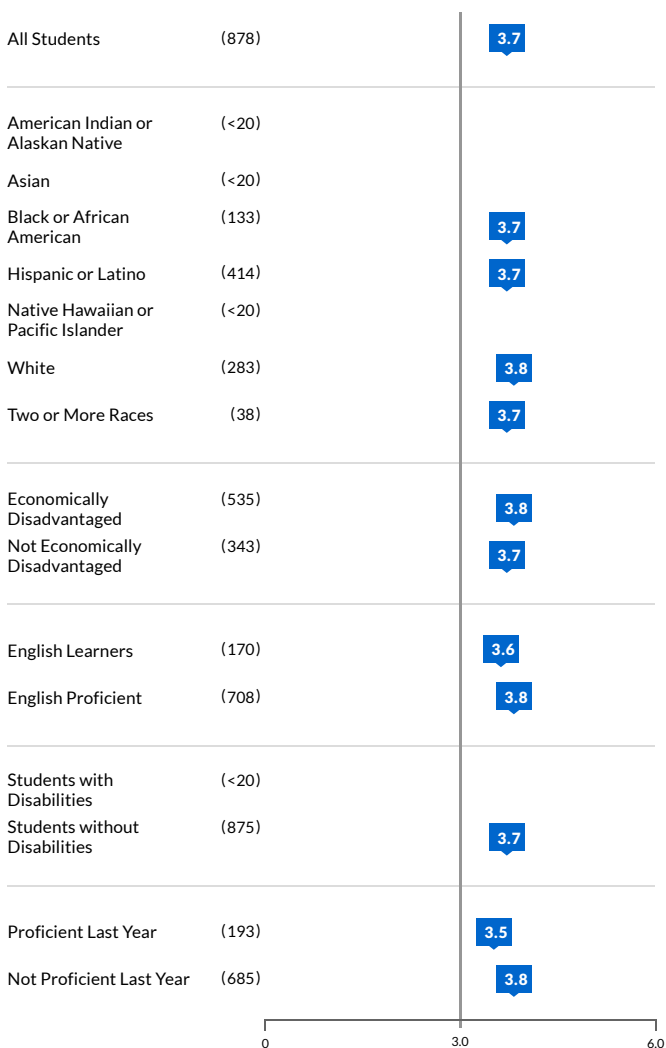 All Students (878) 3.7
American Indian or (<20)
Alaskan Native
Asian (<20)
Black or African (133) 3.7
American
Hispanic or Latino (414) 3.7
Native Hawaiian or (<20)
Pacific Islander
White (283) 3.8
Two or More Races (38) 3.7
Economically (535) 3.8
Disadvantaged
Not Economically (343) 3.7
Disadvantaged
English Learners (170) 3.6
English Proficient (708) 3.8
Students with (<20)
Disabilities
Students without (875) 3.7
Disabilities
Proficient Last Year (193) 3.5
Not Proficient Last Year (685) 3.8
0 3.0 6.0